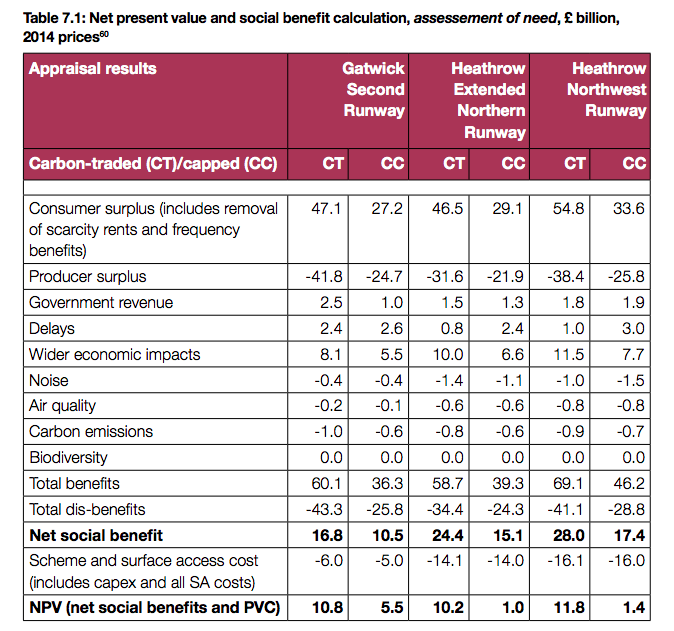 Table 7.1: Net present value and social benefit calculation, assessement of need, £ billion,
2014 prices60
Appraisal results Gatwick Second Runway Heathrow Extended Northern Runway Heathrow Northwest Runway
Carbon-traded (CT)/capped (CC) CT CC CT CC CT CC
Consumer surplus (includes removal 47.1 27.2 46.5 29.1 54.8 33.6
of scarcity rents and frequency
benefits)
Producer surplus -41.8 -24.7 -31.6 -21.9 -38.4 -25.8
Government revenue 2.5 1.0 1.5 1.3 1.8 1.9
Delays 2.4 2.6 0.8 2.4 1.0 3.0
Wider economic impacts 8.1 5.5 10.0 6.6 11.5 7.7
Noise -0.4 -0.4 -1.4 -1.1 -1.0 -1.5
Air quality -0.2 -0.1 -0.6 -0.6 -0.8 -0.8
Carbon emissions -1.0 -0.6 -0.8 -0.6 -0.9 -0.7
Biodiversity 0.0 0.0 0.0 0.0 0.0 0.0
Total benefits 60.1 36.3 58.7 39.3 69.1 46.2
Total dis-benefits -43.3 -25.8 -34.4 -24.3 -41.1 -28.8
Net social benefit 16.8 10.5 24.4 15.1 28.0 17.4
Scheme and surface access cost -6.0 -5.0 -14.1 -14.0 -16.1 -16.0
(includes capex and all SA costs)
NPV (net social benefits and PVC) 10.8 5.5 10.2 1.0 11.8 1.4